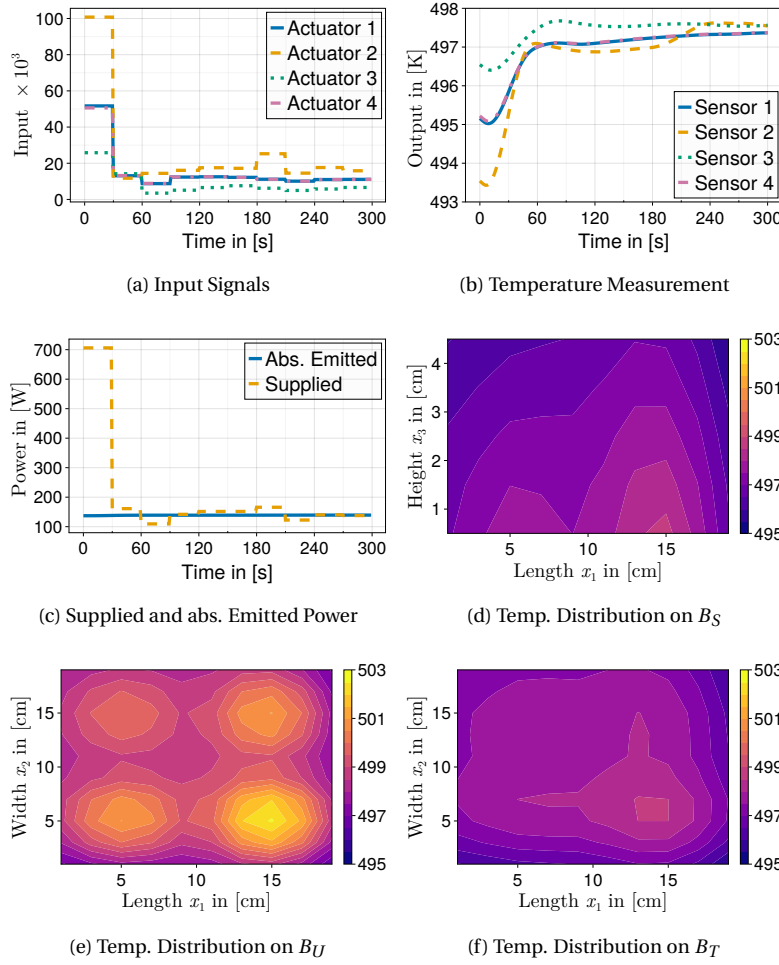 100
80
60
40
20
0
Input × 10³
Actuator 1
Actuator 2
Actuator 3
Actuator 4
0 60 120 180 240 300
Time in [s]
(a) Input Signals
498
497
496
495
494
493
Output in [K]
Sensor 1
Sensor 2
Sensor 3
Sensor 4
0 60 120 180 240 300
Time in [s]
(b) Temperature Measurement
700
600
500
400
300
200
100
Power in [W]
Abs. Emitted
Supplied
0 60 120 180 240 300
Time in [s]
(c) Supplied and abs. Emitted Power
4
3
2
1
Height x₃ in [cm]
5 10 15
Length x₁ in [cm]
503
501
499
497
495
(d) Temp. Distribution on B_S
15
10
5
Width x₂ in [cm]
5 10 15
Length x₁ in [cm]
503
501
499
497
495
(e) Temp. Distribution on B_U
15
10
5
Width x₂ in [cm]
5 10 15
Length x₁ in [cm]
503
501
499
497
495
(f) Temp. Distribution on B_T